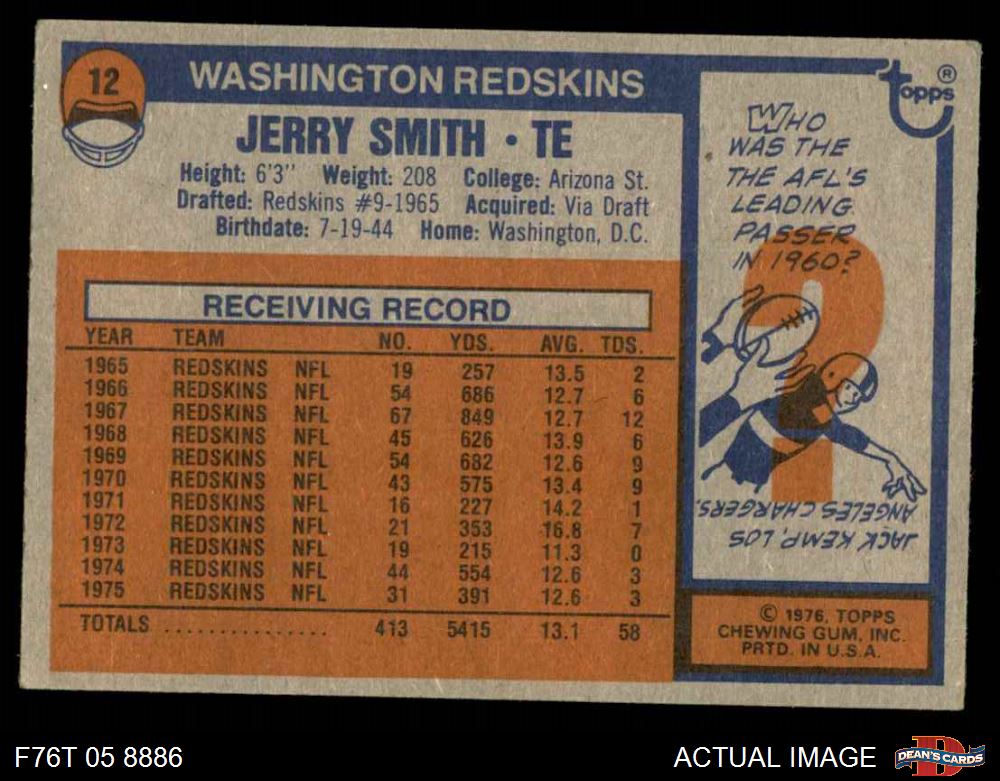 12
WASHINGTON REDSKINS
JERRY SMITH • TE
Height: 6'3" Weight: 208 College: Arizona St.
Drafted: Redskins #9-1965 Acquired: Via Draft
Birthdate: 7-19-44 Home: Washington, D.C.
RECEIVING RECORD
YEAR TEAM NO. YDS. AVG. TDS.
1965 REDSKINS NFL 19 257 13.5 2
1966 REDSKINS NFL 54 686 12.7 6
1967 REDSKINS NFL 67 849 12.7 12
1968 REDSKINS NFL 45 626 13.9 6
1969 REDSKINS NFL 54 682 12.6 9
1970 REDSKINS NFL 43 575 13.4 9
1971 REDSKINS NFL 16 227 14.2 1
1972 REDSKINS NFL 21 353 16.8 7
1973 REDSKINS NFL 19 215 11.3 0
1974 REDSKINS NFL 44 554 12.6 3
1975 REDSKINS NFL 31 391 12.6 3
TOTALS ............... 413 5415 13.1 58
topps ®
WHO
WAS THE
THE AFL'S
LEADING
PASSER
IN 1960?
?
JACK KEMP, LOS
ANGELES CHARGERS.
© 1976, TOPPS
CHEWING GUM, INC.
PRTD. IN U.S.A.
F76T 05 8886
ACTUAL IMAGE
D
DEAN'S CARDS